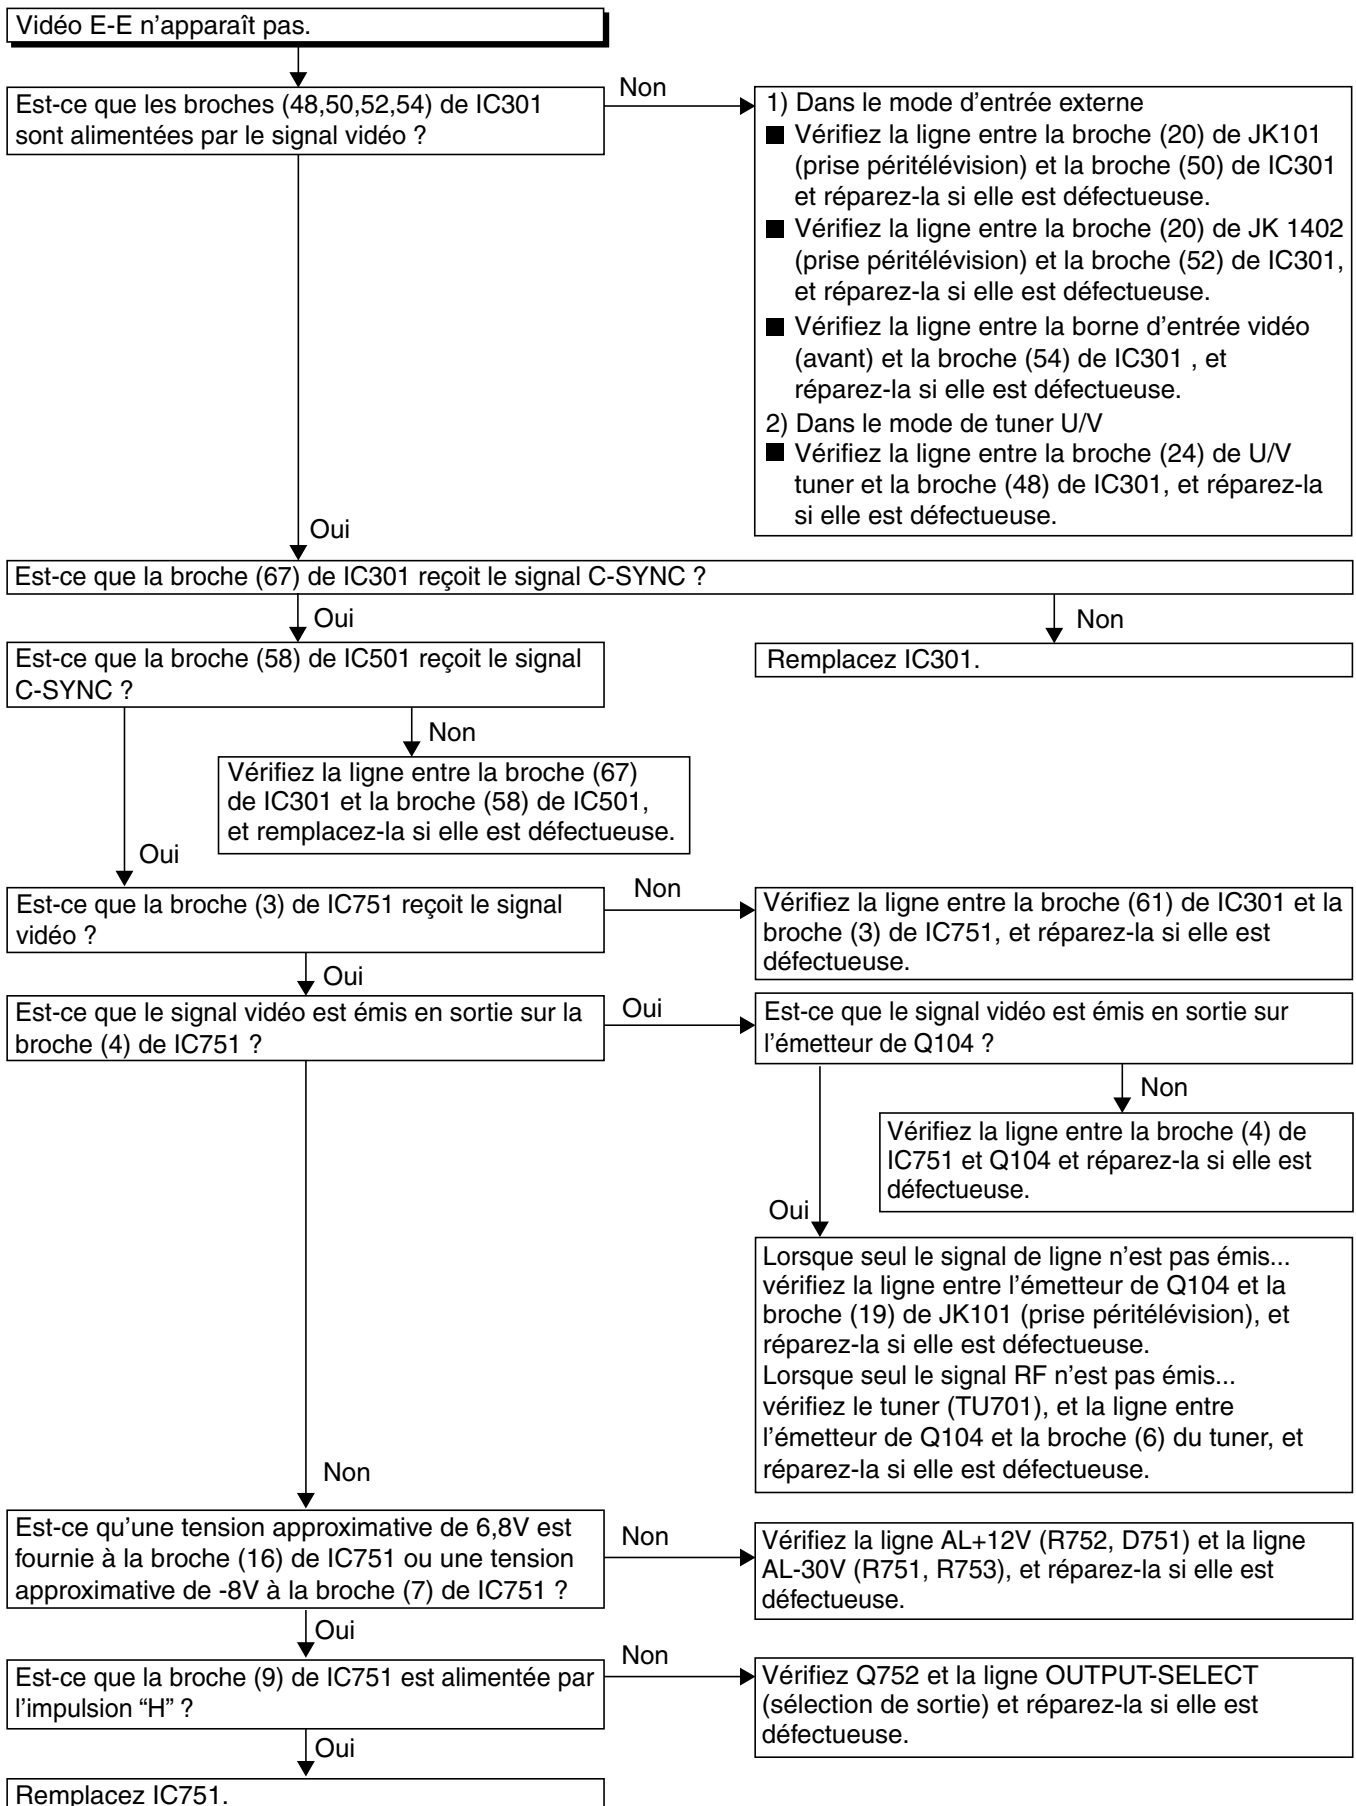 Vidéo E-E n'apparaît pas.
Est-ce que les broches (48,50,52,54) de IC301
sont alimentées par le signal vidéo ?
Non
1) Dans le mode d'entrée externe
■ Vérifiez la ligne entre la broche (20) de JK101
(prise péritélévision) et la broche (50) de IC301
et réparez-la si elle est défectueuse.
■ Vérifiez la ligne entre la broche (20) de JK 1402
(prise péritélévision) et la broche (52) de IC301,
et réparez-la si elle est défectueuse.
■ Vérifiez la ligne entre la borne d'entrée vidéo
(avant) et la broche (54) de IC301 , et
réparez-la si elle est défectueuse.
2) Dans le mode de tuner U/V
■ Vérifiez la ligne entre la broche (24) de U/V
tuner et la broche (48) de IC301, et réparez-la
si elle est défectueuse.
Oui
Est-ce que la broche (67) de IC301 reçoit le signal C-SYNC ?
Oui
Non
Est-ce que la broche (58) de IC501 reçoit le signal
C-SYNC ?
Remplacez IC301.
Non
Vérifiez la ligne entre la broche (67)
de IC301 et la broche (58) de IC501,
et remplacez-la si elle est défectueuse.
Oui
Est-ce que la broche (3) de IC751 reçoit le signal
vidéo ?
Non
Vérifiez la ligne entre la broche (61) de IC301 et la
broche (3) de IC751, et réparez-la si elle est
défectueuse.
Oui
Est-ce que le signal vidéo est émis en sortie sur la
broche (4) de IC751 ?
Oui
Est-ce que le signal vidéo est émis en sortie sur
l'émetteur de Q104 ?
Non
Vérifiez la ligne entre la broche (4) de
IC751 et Q104 et réparez-la si elle est
défectueuse.
Oui
Lorsque seul le signal de ligne n'est pas émis...
vérifiez la ligne entre l'émetteur de Q104 et la
broche (19) de JK101 (prise péritélévision), et
réparez-la si elle est défectueuse.
Lorsque seul le signal RF n'est pas émis...
vérifiez le tuner (TU701), et la ligne entre
l'émetteur de Q104 et la broche (6) du tuner, et
réparez-la si elle est défectueuse.
Non
Est-ce qu'une tension approximative de 6,8V est
fournie à la broche (16) de IC751 ou une tension
approximative de -8V à la broche (7) de IC751 ?
Non
Vérifiez la ligne AL+12V (R752, D751) et la ligne
AL-30V (R751, R753), et réparez-la si elle est
défectueuse.
Oui
Est-ce que la broche (9) de IC751 est alimentée par
l'impulsion “H” ?
Non
Vérifiez Q752 et la ligne OUTPUT-SELECT
(sélection de sortie) et réparez-la si elle est
défectueuse.
Oui
Remplacez IC751.